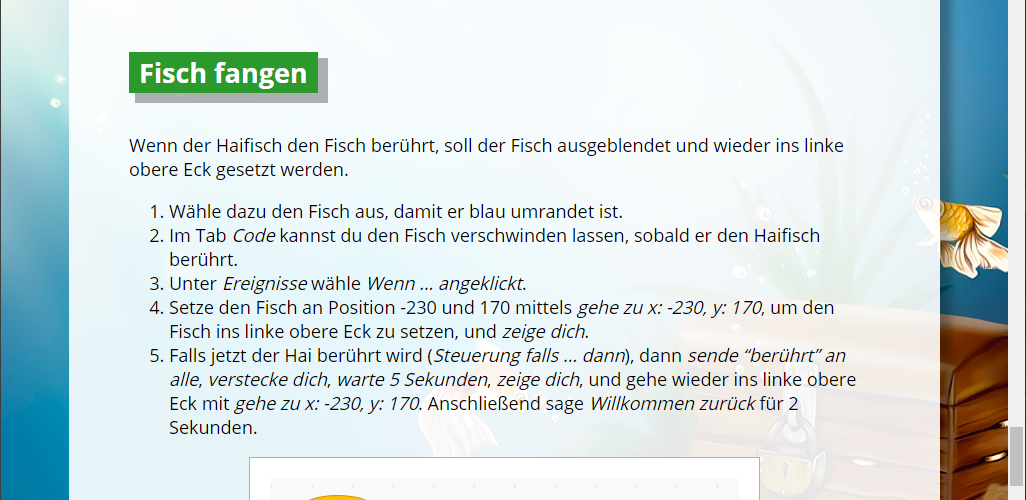 Fisch fangen
Wenn der Haifisch den Fisch berührt, soll der Fisch ausgeblendet und wieder ins linke
obere Eck gesetzt werden.
1. Wähle dazu den Fisch aus, damit er blau umrandet ist.
2. Im Tab Code kannst du den Fisch verschwinden lassen, sobald er den Haifisch
berührt.
3. Unter Ereignisse wähle Wenn ... angeklickt.
4. Setze den Fisch an Position -230 und 170 mittels gehe zu x: -230, y: 170, um den
Fisch ins linke obere Eck zu setzen, und zeige dich.
5. Falls jetzt der Hai berührt wird (Steuerung falls ... dann), dann sende “berührt” an
alle, verstecke dich, warte 5 Sekunden, zeige dich, und gehe wieder ins linke obere
Eck mit gehe zu x: -230, y: 170. Anschließend sage Willkommen zurück für 2
Sekunden.